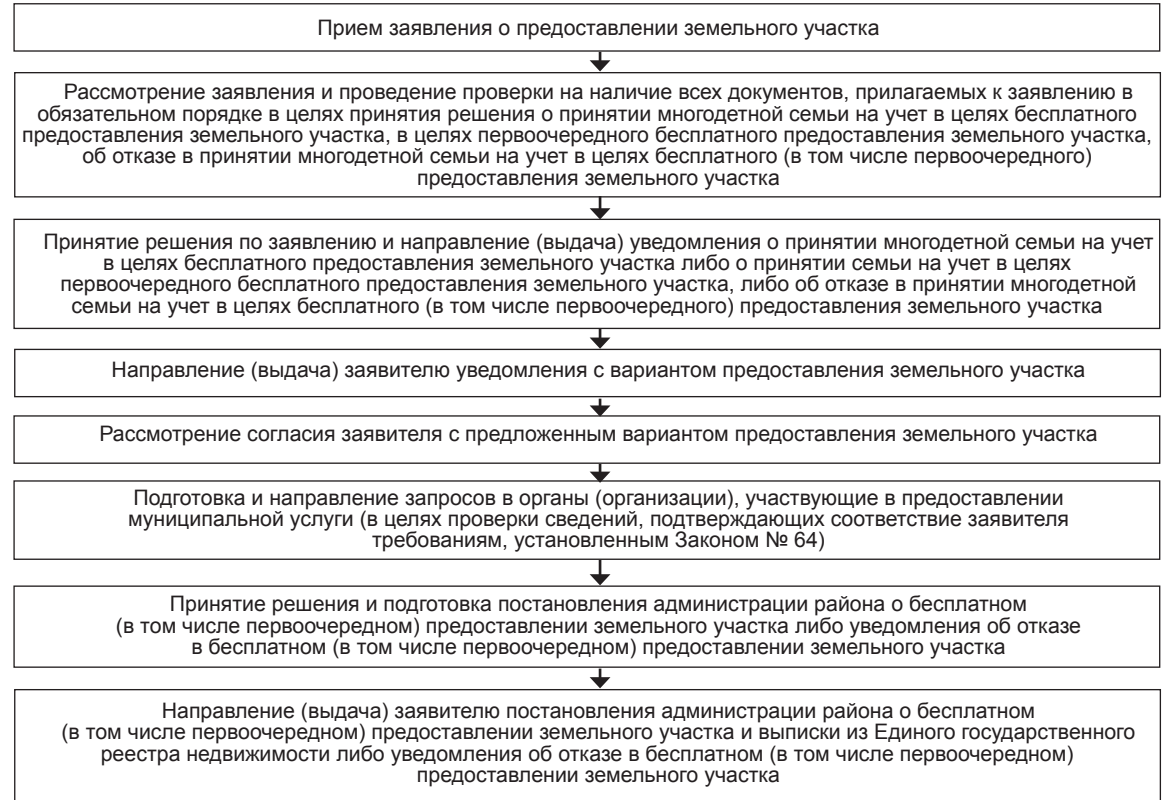 Прием заявления о предоставлении земельного участка
Рассмотрение заявления и проведение проверки на наличие всех документов, прилагаемых к заявлению в
обязательном порядке в целях принятия решения о принятии многодетной семьи на учет в целях бесплатного
предоставления земельного участка, в целях первоочередного бесплатного предоставления земельного участка,
об отказе в принятии многодетной семьи на учет в целях бесплатного (в том числе первоочередного)
предоставления земельного участка
Принятие решения по заявлению и направление (выдача) уведомления о принятии многодетной семьи на учет
в целях бесплатного предоставления земельного участка либо о принятии семьи на учет в целях
первоочередного бесплатного предоставления земельного участка, либо об отказе в принятии многодетной
семьи на учет в целях бесплатного (в том числе первоочередного) предоставления земельного участка
Направление (выдача) заявителю уведомления с вариантом предоставления земельного участка
Рассмотрение согласия заявителя с предложенным вариантом предоставления земельного участка
Подготовка и направление запросов в органы (организации), участвующие в предоставлении
муниципальной услуги (в целях проверки сведений, подтверждающих соответствие заявителя
требованиям, установленным Законом № 64)
Принятие решения и подготовка постановления администрации района о бесплатном
(в том числе первоочередном) предоставлении земельного участка либо уведомления об отказе
в бесплатном (в том числе первоочередном) предоставлении земельного участка
Направление (выдача) заявителю постановления администрации района о бесплатном
(в том числе первоочередном) предоставлении земельного участка и выписки из Единого государственного
реестра недвижимости либо уведомления об отказе в бесплатном (в том числе первоочередном)
предоставлении земельного участка